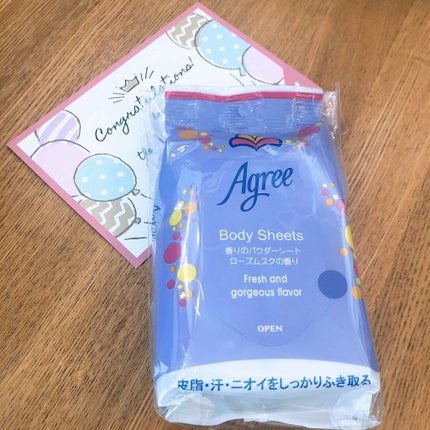 Congratulations!
Agree
Body Sheets
香りのパウダーシート
ローズムスクの香り
Fresh and
gorgeous flavor
OPEN
皮脂・汗・ニオイをしっかりふき取る